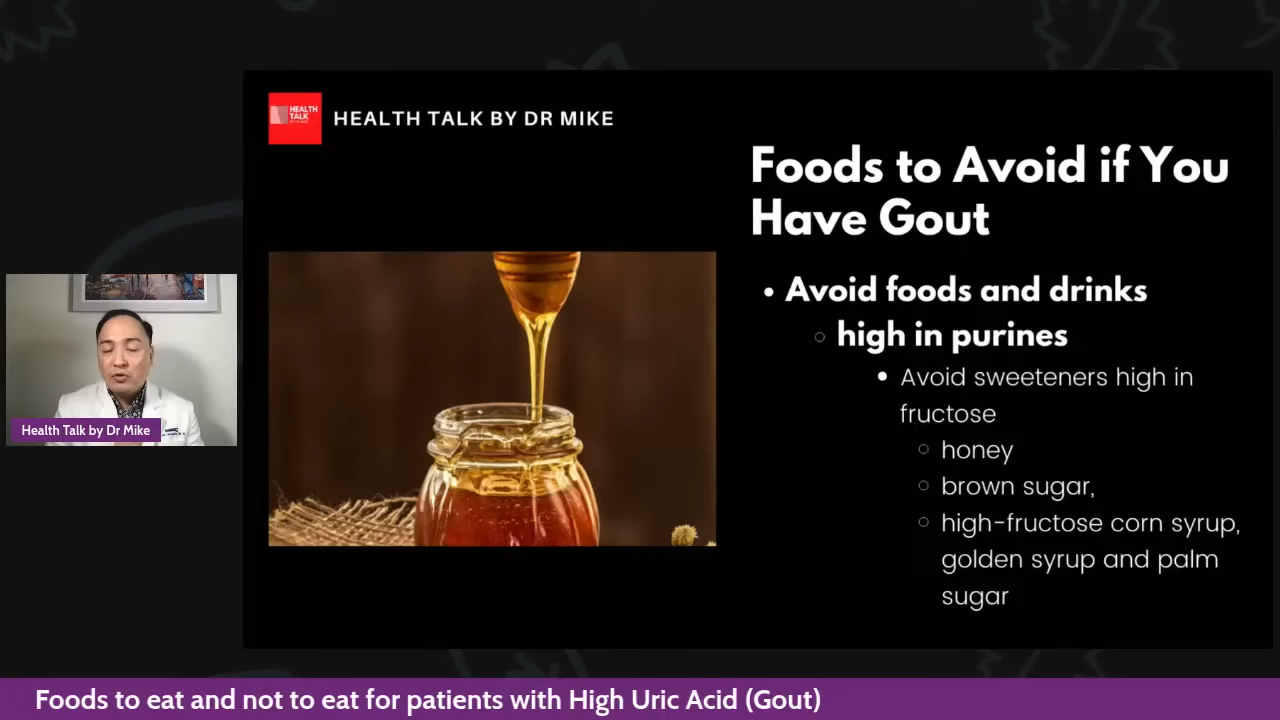 HEALTH TALK
HEALTH TALK BY DR MIKE
Foods to Avoid if You
Have Gout
• Avoid foods and drinks
○ high in purines
• Avoid sweeteners high in
fructose
○ honey
○ brown sugar,
○ high-fructose corn syrup,
golden syrup and palm
sugar
Health Talk by Dr Mike
Foods to eat and not to eat for patients with High Uric Acid (Gout)